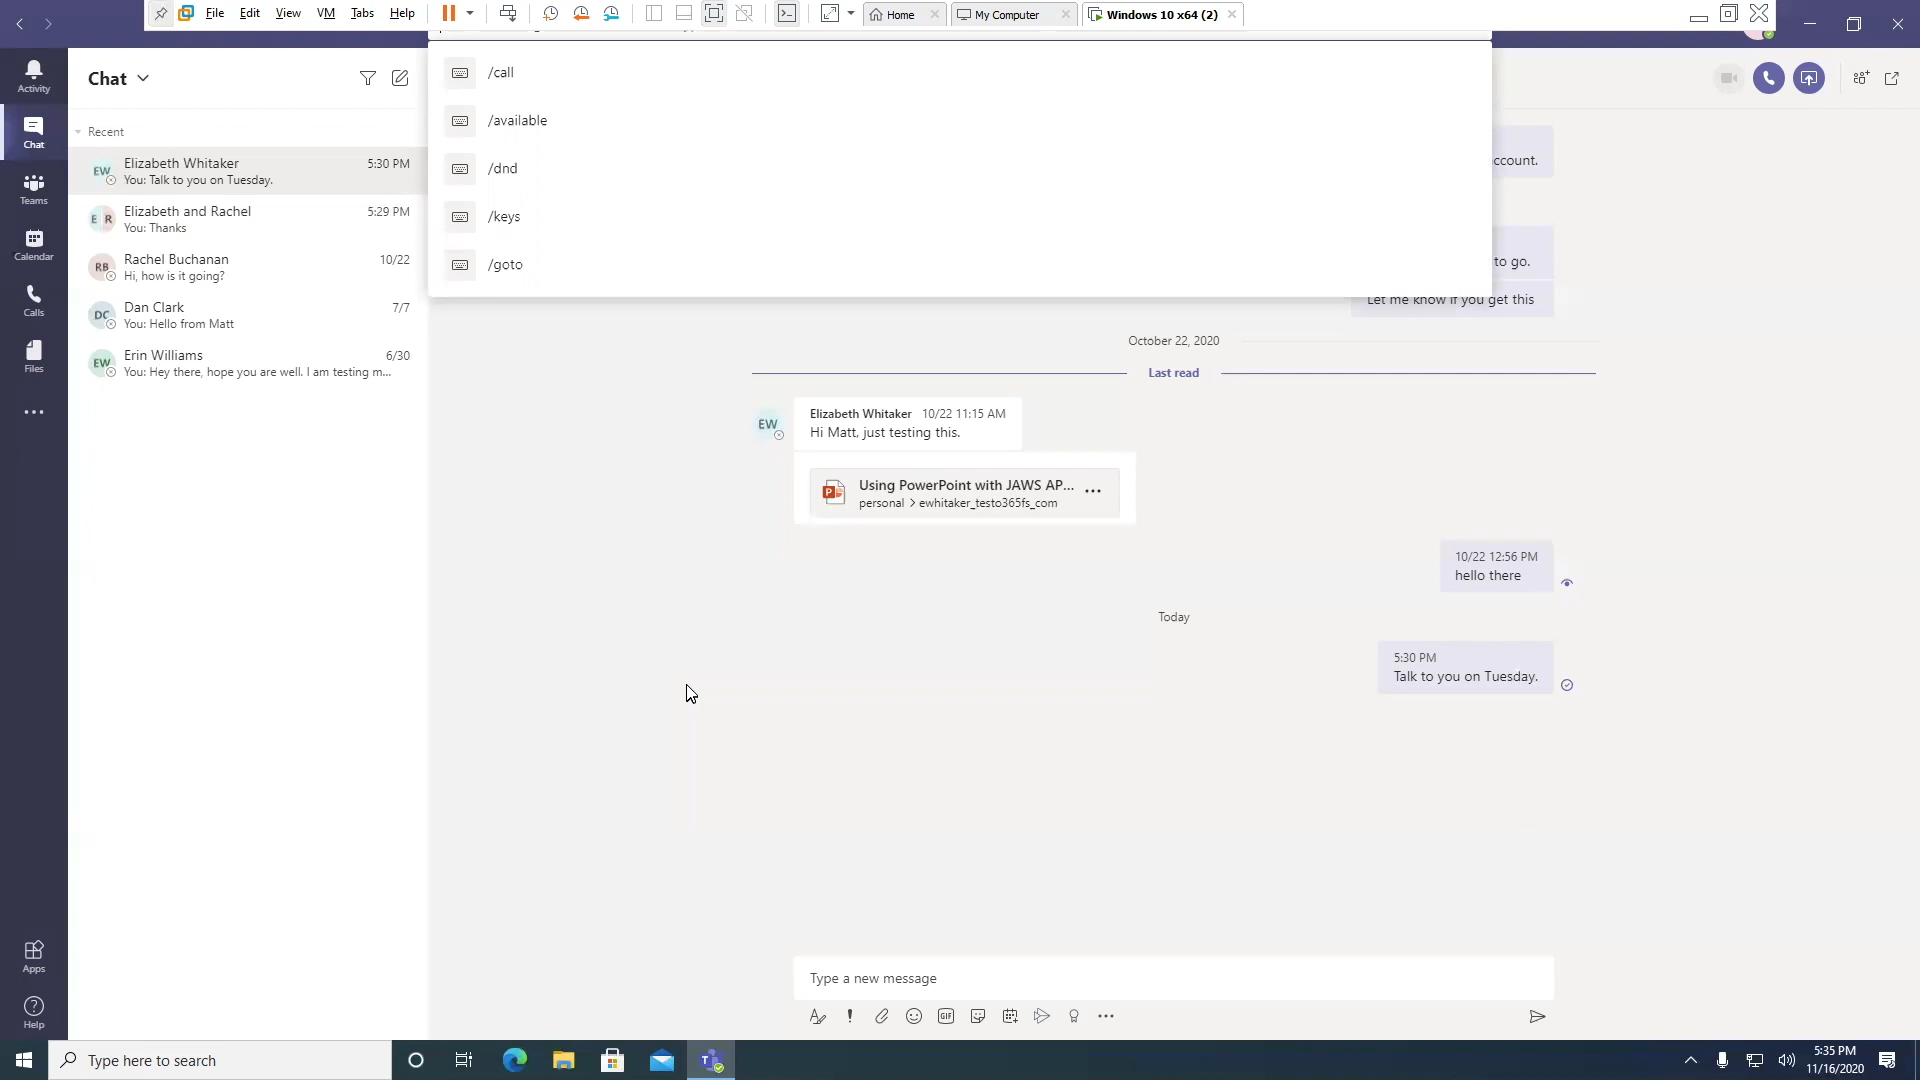 File Edit View VM Tabs Help
Home
My Computer
Windows 10 x64 (2)
Activity
Chat
Teams
Calendar
Calls
Files
Apps
Help
Chat
Recent
Elizabeth Whitaker 5:30 PM
You: Talk to you on Tuesday.
Elizabeth and Rachel 5:29 PM
You: Thanks
Rachel Buchanan 10/22
Hi, how is it going?
Dan Clark 7/7
You: Hello from Matt
Erin Williams 6/30
You: Hey there, hope you are well. I am testing m...
EW
E R
RB
DC
EW
/call
/available
/dnd
/keys
/goto
ccount.
to go.
Let me know if you get this
October 22, 2020
Last read
EW
Elizabeth Whitaker 10/22 11:15 AM
Hi Matt, just testing this.
Using PowerPoint with JAWS AP...
personal > ewhitaker_testo365fs_com
10/22 12:56 PM
hello there
Today
5:30 PM
Talk to you on Tuesday.
Type a new message
GIF
Type here to search
5:35 PM
11/16/2020